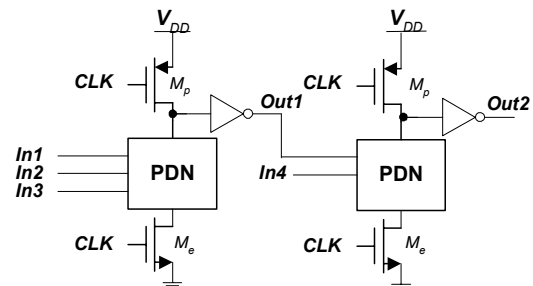 VDD
CLK
Mp
Out1
In1
In2
In3
PDN
CLK
Me
VDD
CLK
Mp
Out2
In4
PDN
CLK
Me